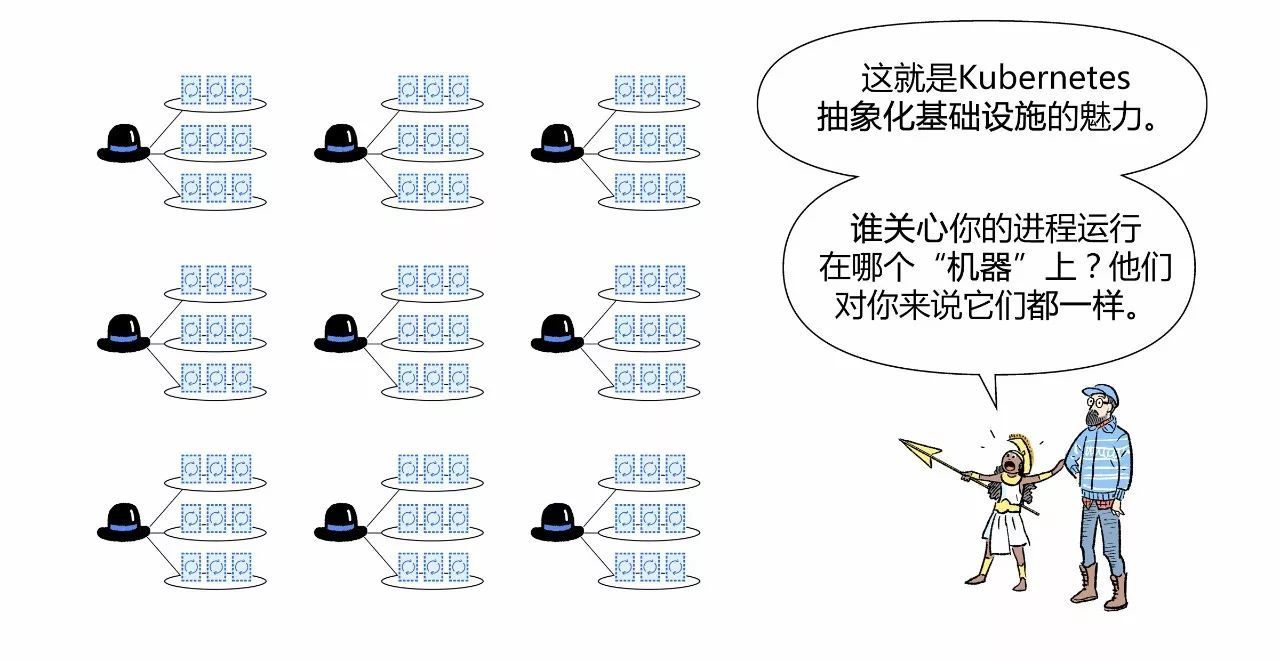 这就是Kubernetes
抽象化基础设施的魅力。
谁关心你的进程运行
在哪个“机器”上？他们
对你来说它们都一样。